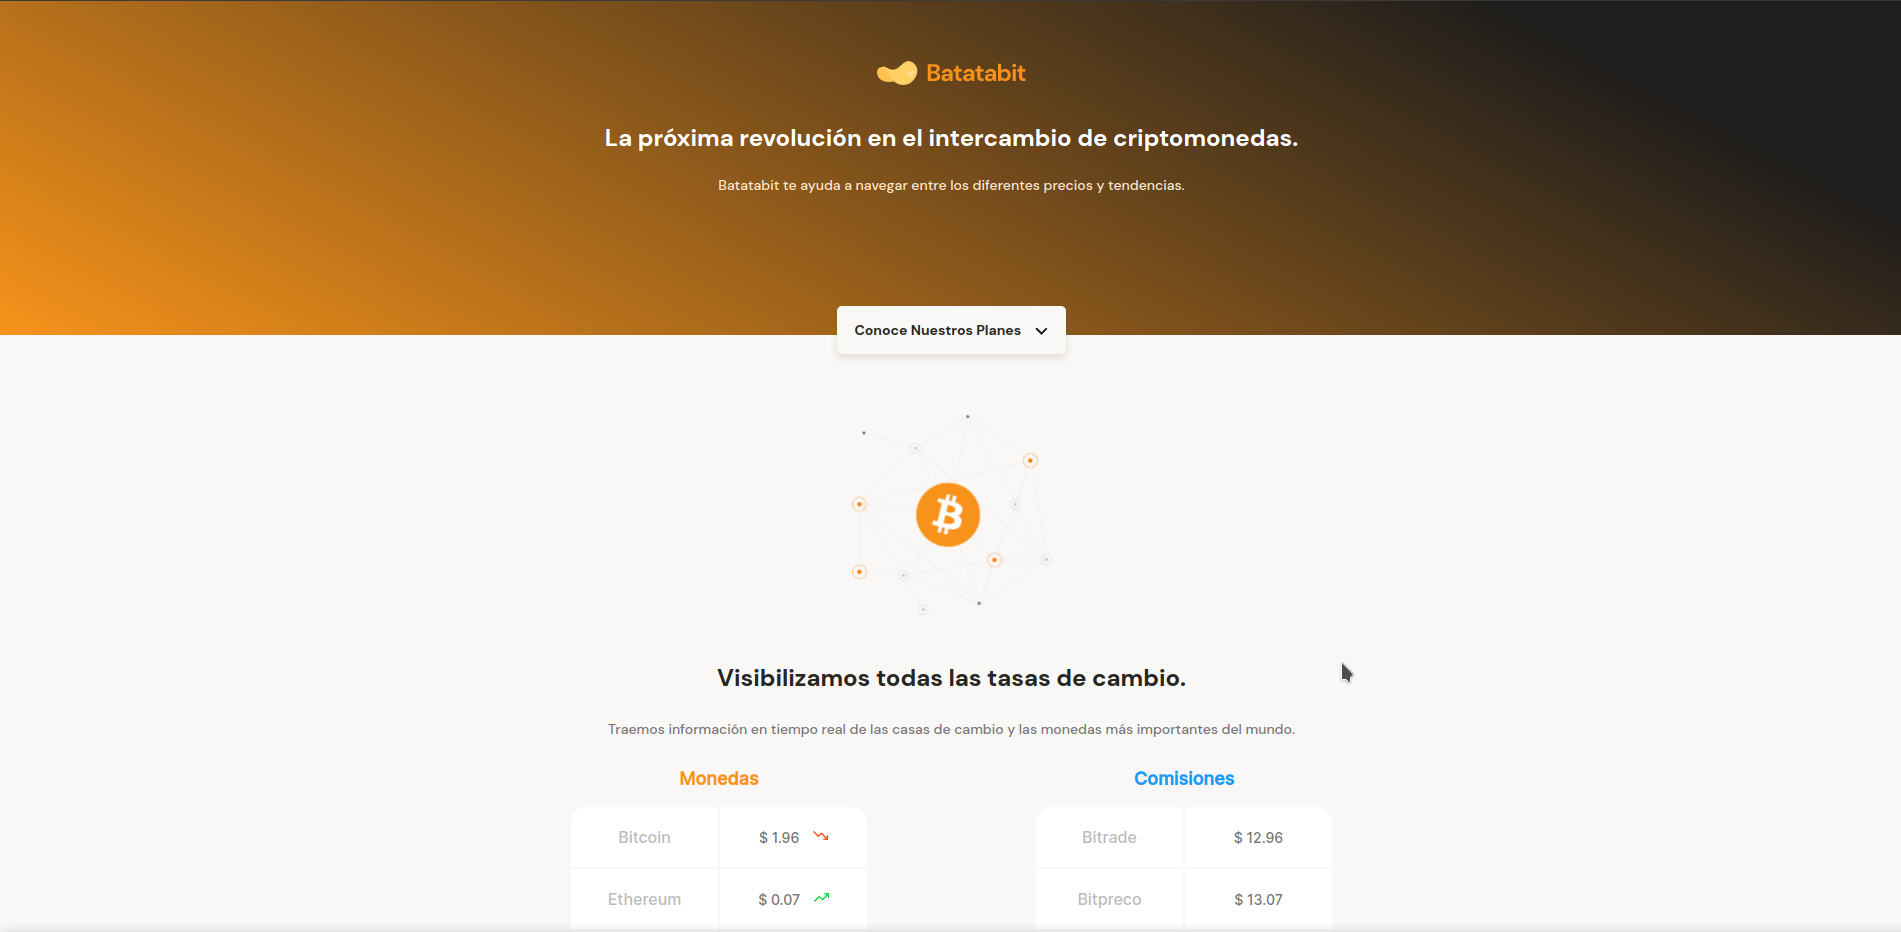 Batatabit
La próxima revolución en el intercambio de criptomonedas.
Batatabit te ayuda a navegar entre los diferentes precios y tendencias.
Conoce Nuestros Planes
Visibilizamos todas las tasas de cambio.
Traemos información en tiempo real de las casas de cambio y las monedas más importantes del mundo.
Monedas
Bitcoin $ 1.96
Ethereum $ 0.07
Comisiones
Bitrade $ 12.96
Bitpreco $ 13.07